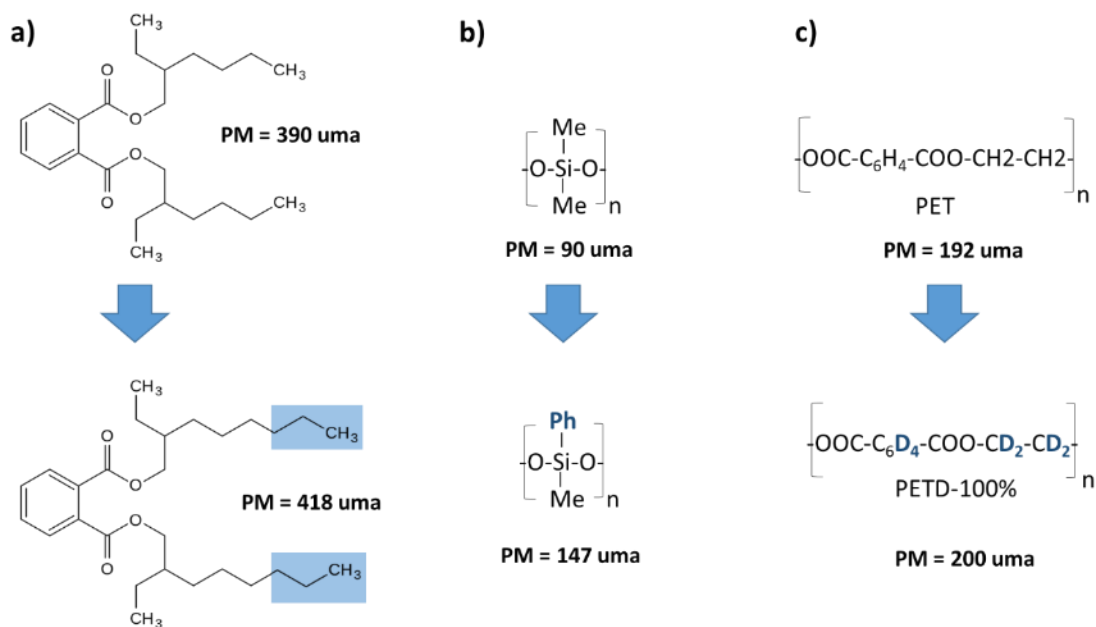 a)
CH₃
CH₃
O
O
PM = 390 uma
O
O
CH₃
CH₃
CH₃
CH₃
O
O
PM = 418 uma
O
O
CH₃
CH₃
b)
Me
-O-Si-O-
Me
n
PM = 90 uma
Ph
-O-Si-O-
Me
n
PM = 147 uma
c)
-OOC-C₆H₄-COO-CH2-CH2-
n
PET
PM = 192 uma
-OOC-C₆D₄-COO-CD₂-CD₂-
n
PETD-100%
PM = 200 uma